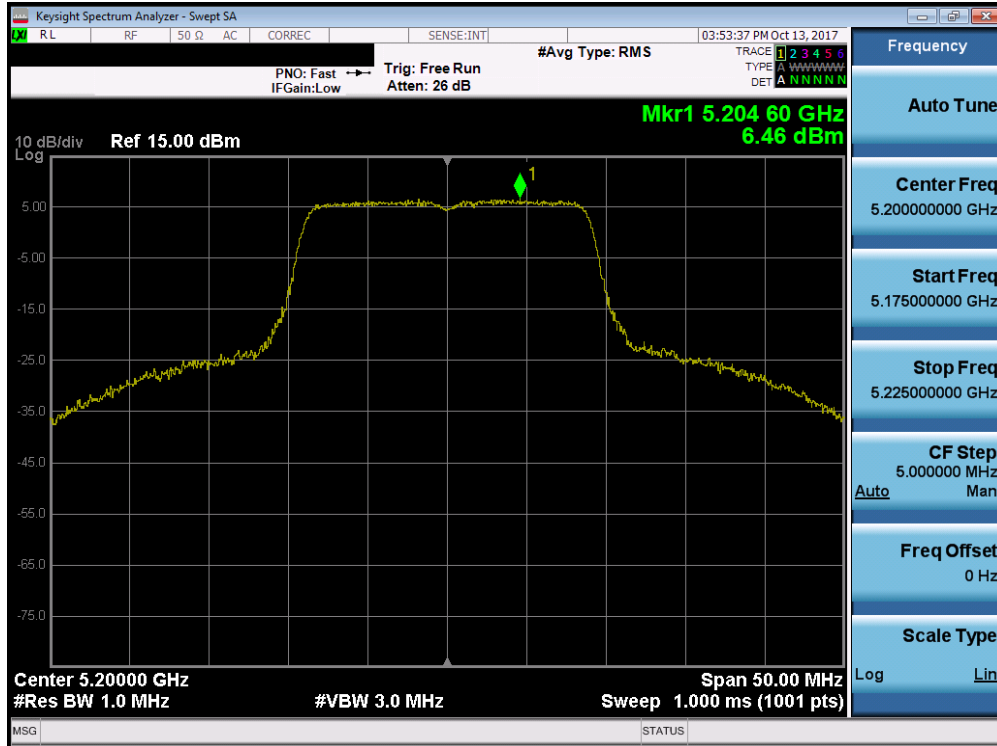 Keysight Spectrum Analyzer - Swept SA
LXI RL RF 50 Ω AC CORREC SENSE:INT 03:53:37 PM Oct 13, 2017
#Avg Type: RMS TRACE 1 2 3 4 5 6
PNO: Fast Trig: Free Run TYPE A WWWWW
IFGain:Low Atten: 26 dB DET A N N N N N
Mkr1 5.204 60 GHz
6.46 dBm
10 dB/div Ref 15.00 dBm
Log
1
5.00
-5.00
-15.0
-25.0
-35.0
-45.0
-55.0
-65.0
-75.0
Center 5.20000 GHz Span 50.00 MHz
#Res BW 1.0 MHz #VBW 3.0 MHz Sweep 1.000 ms (1001 pts)
MSG STATUS
Frequency
Auto Tune
Center Freq
5.200000000 GHz
Start Freq
5.175000000 GHz
Stop Freq
5.225000000 GHz
CF Step
5.000000 MHz
Auto Man
Freq Offset
0 Hz
Scale Type
Log Lin